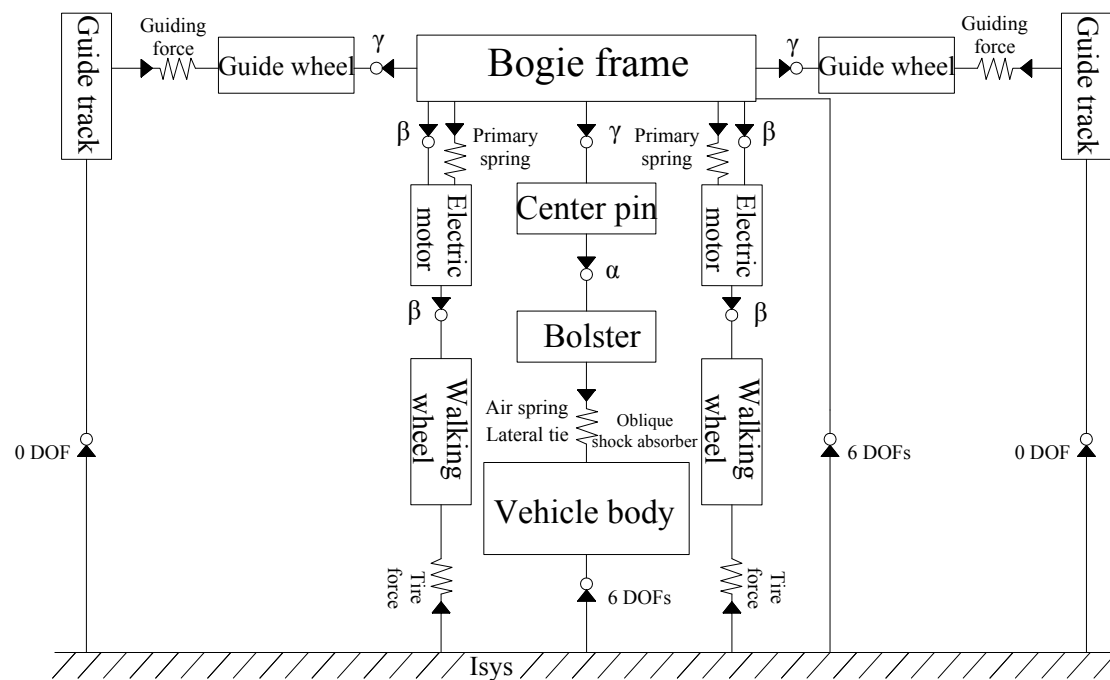 Guide track
Guiding
force
Guide wheel
γ
Bogie frame
γ
Guide wheel
Guiding
force
Guide track
β
Primary
spring
γ
Primary
spring
β
Electric
motor
Center pin
Electric
motor
α
β
Bolster
β
Walking
wheel
Air spring
Lateral tie
Oblique
shock absorber
Walking
wheel
0 DOF
6 DOFs
0 DOF
Vehicle body
Tire
force
6 DOFs
Tire
force
Isys